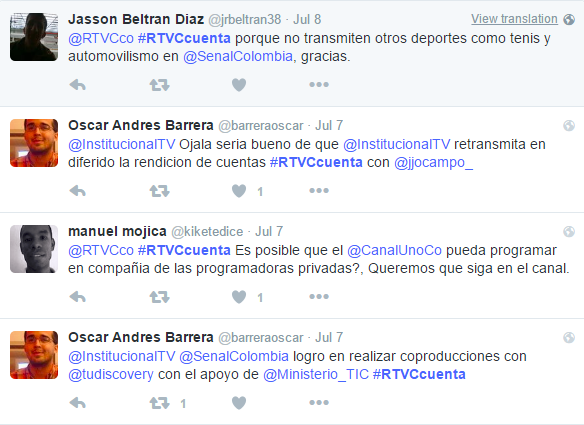 Jasson Beltran Diaz @jrbeltran38 · Jul 8 View translation
@RTVCco #RTVCcuenta porque no transmiten otros deportes como tenis y
automovilismo en @SenalColombia, gracias.
Oscar Andres Barrera @barreraoscar · Jul 7
@InstitucionalTV Ojala seria bueno de que @InstitucionalTV retransmita en
diferido la rendicion de cuentas #RTVCcuenta con @jjocampo_
1
manuel mojica @kiketedice · Jul 7
@RTVCco #RTVCcuenta Es posible que el @CanalUnoCo pueda programar
en compañia de las programadoras privadas?, Queremos que siga en el canal.
1
Oscar Andres Barrera @barreraoscar · Jul 7
@InstitucionalTV @SenalColombia logro en realizar coproducciones con
@tudiscovery con el apoyo de @Ministerio_TIC #RTVCcuenta
1